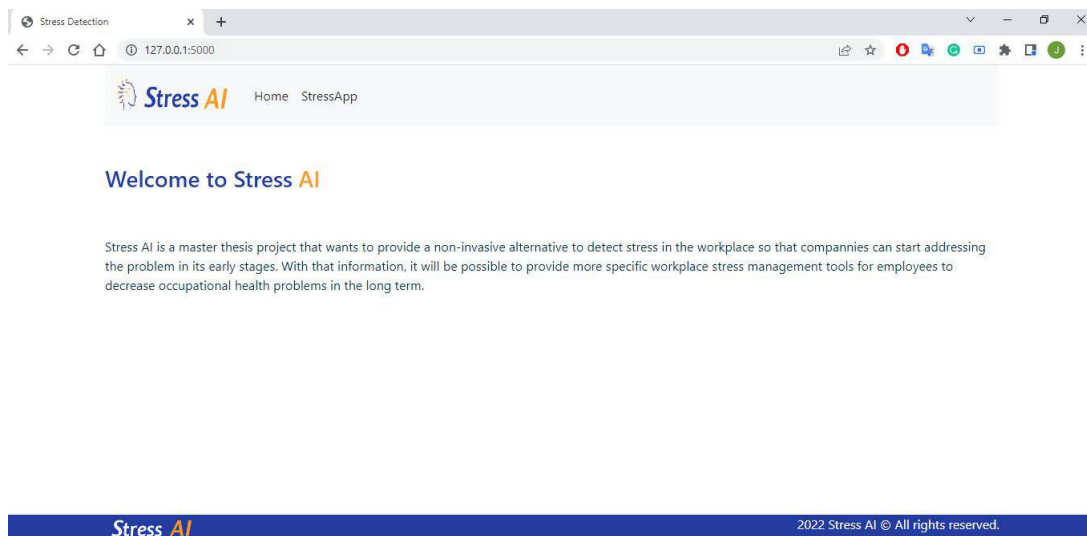 Stress Detection
127.0.0.1:5000
J
Stress AI Home StressApp
Welcome to Stress AI
Stress AI is a master thesis project that wants to provide a non-invasive alternative to detect stress in the workplace so that compannies can start addressing
the problem in its early stages. With that information, it will be possible to provide more specific workplace stress management tools for employees to
decrease occupational health problems in the long term.
Stress AI 2022 Stress AI © All rights reserved.